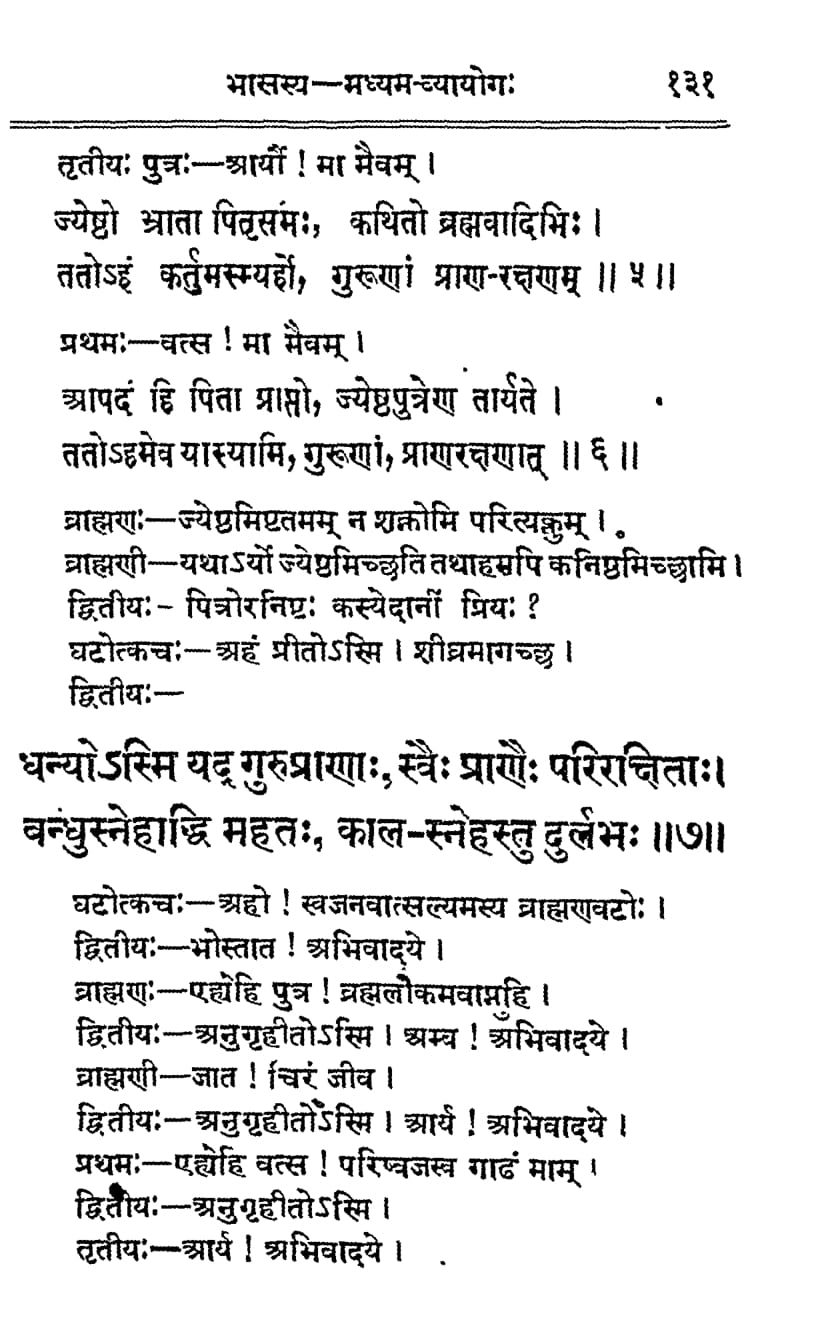 भासस्य—मध्यम-व्यायोगः १३१
तृतीयः पुत्रः—आर्यौ ! मा मैवम् ।
ज्येष्ठो भ्राता पितृसमः, कथितो ब्रह्मवादिभिः ।
ततोऽहं कर्तुमस्म्यर्हो, गुरूणां प्राण-रक्षणम् ॥ ५ ॥
प्रथमः—वत्स ! मा मैवम् ।
आपदं हि पिता प्राप्तो, ज्येष्ठपुत्रेण तार्यते ।
ततोऽहमेव यास्यामि, गुरूणां, प्राणरक्षणात् ॥ ६ ॥
ब्राह्मणः—ज्येष्ठमिष्टतमम् न शक्नोमि परित्यक्तुम् ।
ब्राह्मणी—यथाऽर्यो ज्येष्ठमिच्छति तथाहमपि कनिष्ठमिच्छामि ।
द्वितीयः- पित्रोरनिष्टः कस्येदानीं प्रियः ?
घटोत्कचः—अहं प्रीतोऽस्मि । शीघ्रमागच्छ ।
द्वितीयः—
धन्योऽस्मि यद् गुरुप्राणाः, स्वैः प्राणैः परिरक्षिताः।
बन्धुस्नेहाद्धि महतः, काल-स्नेहस्तु दुर्लभः ॥७॥
घटोत्कचः—अहो ! स्वजनवात्सल्यमस्य ब्राह्मणवटोः ।
द्वितीयः—भोस्तात ! अभिवादये ।
ब्राह्मणः—एह्येहि पुत्र ! ब्रह्मलोकमवाप्नुहि ।
द्वितीयः—अनुगृहीतोऽस्मि । अम्ब ! अभिवादये ।
ब्राह्मणी—जात ! चिरं जीव ।
द्वितीयः—अनुगृहीतोऽस्मि । आर्य ! अभिवादये ।
प्रथमः—एह्येहि वत्स ! परिष्वजस्व गाढं माम् ।
द्वितीयः—अनुगृहीतोऽस्मि ।
तृतीयः—आर्य ! अभिवादये ।